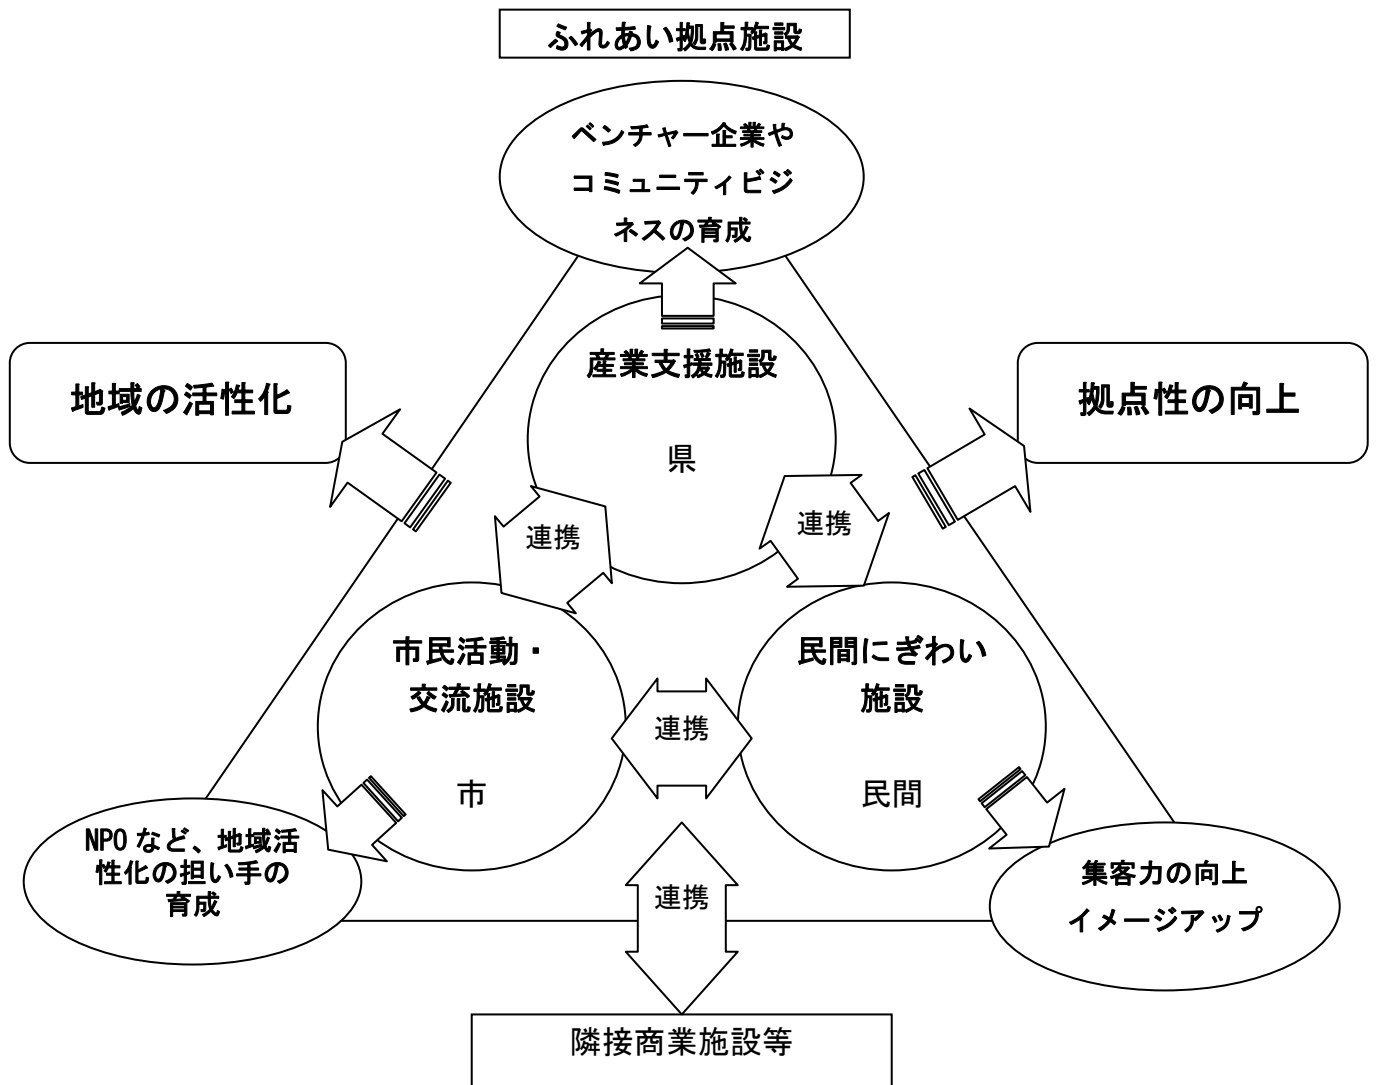 ふれあい拠点施設
ベンチャー企業や
コミュニティビジ
ネスの育成
産業支援施設
県
地域の活性化
拠点性の向上
連携
連携
市民活動・
交流施設
市
連携
民間にぎわい
施設
民間
NPO など、地域活
性化の担い手の
育成
連携
集客力の向上
イメージアップ
隣接商業施設等